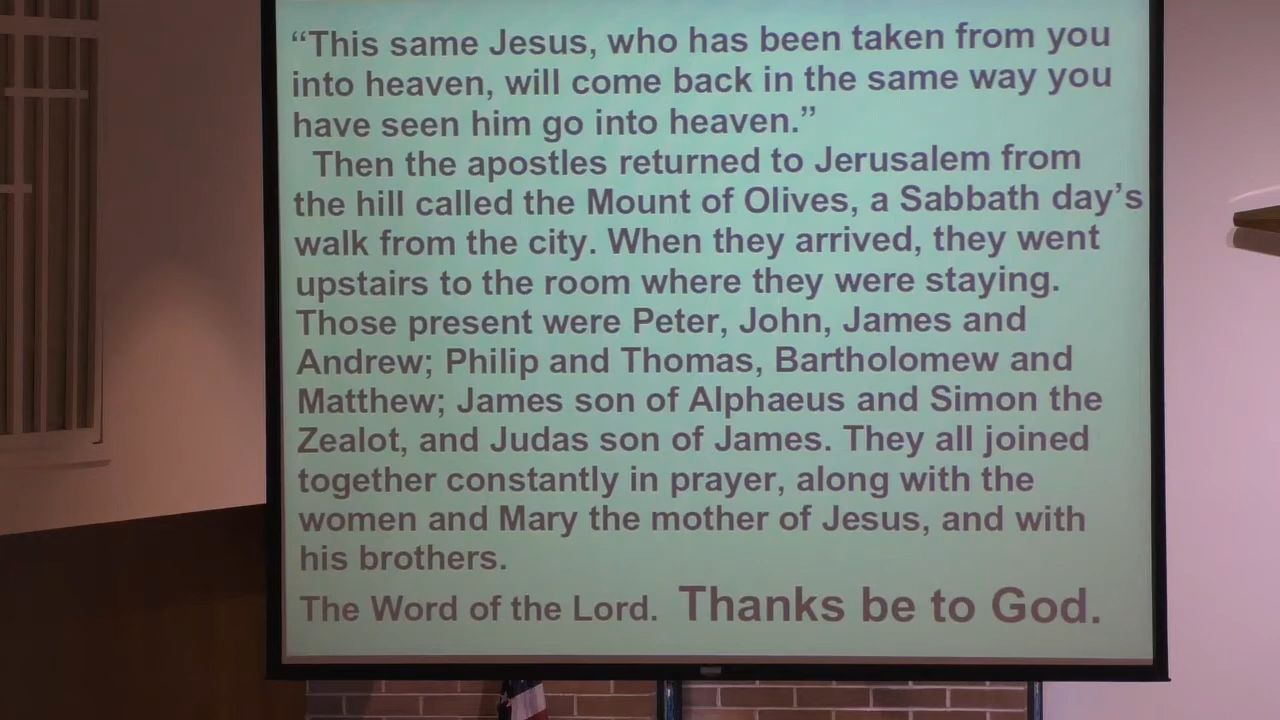 “This same Jesus, who has been taken from you
into heaven, will come back in the same way you
have seen him go into heaven.”
Then the apostles returned to Jerusalem from
the hill called the Mount of Olives, a Sabbath day’s
walk from the city. When they arrived, they went
upstairs to the room where they were staying.
Those present were Peter, John, James and
Andrew; Philip and Thomas, Bartholomew and
Matthew; James son of Alphaeus and Simon the
Zealot, and Judas son of James. They all joined
together constantly in prayer, along with the
women and Mary the mother of Jesus, and with
his brothers.
The Word of the Lord. Thanks be to God.